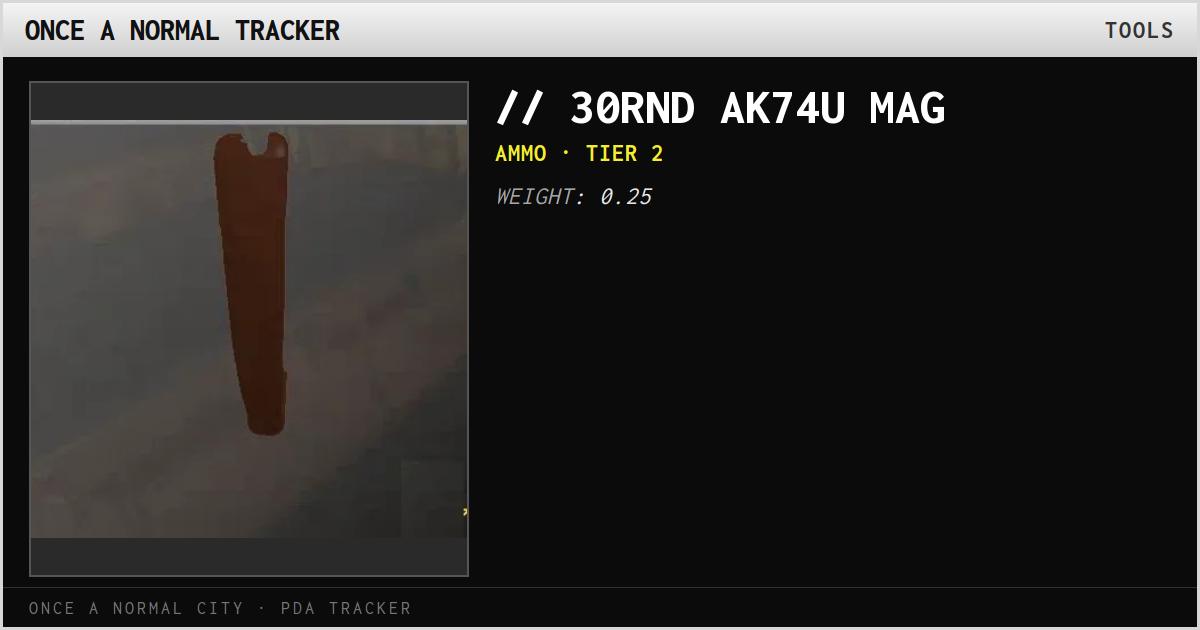 ONCE A NORMAL TRACKER
TOOLS
// 30RND AK74U MAG
AMMO · TIER 2
WEIGHT: 0.25
ONCE A NORMAL CITY · PDA TRACKER